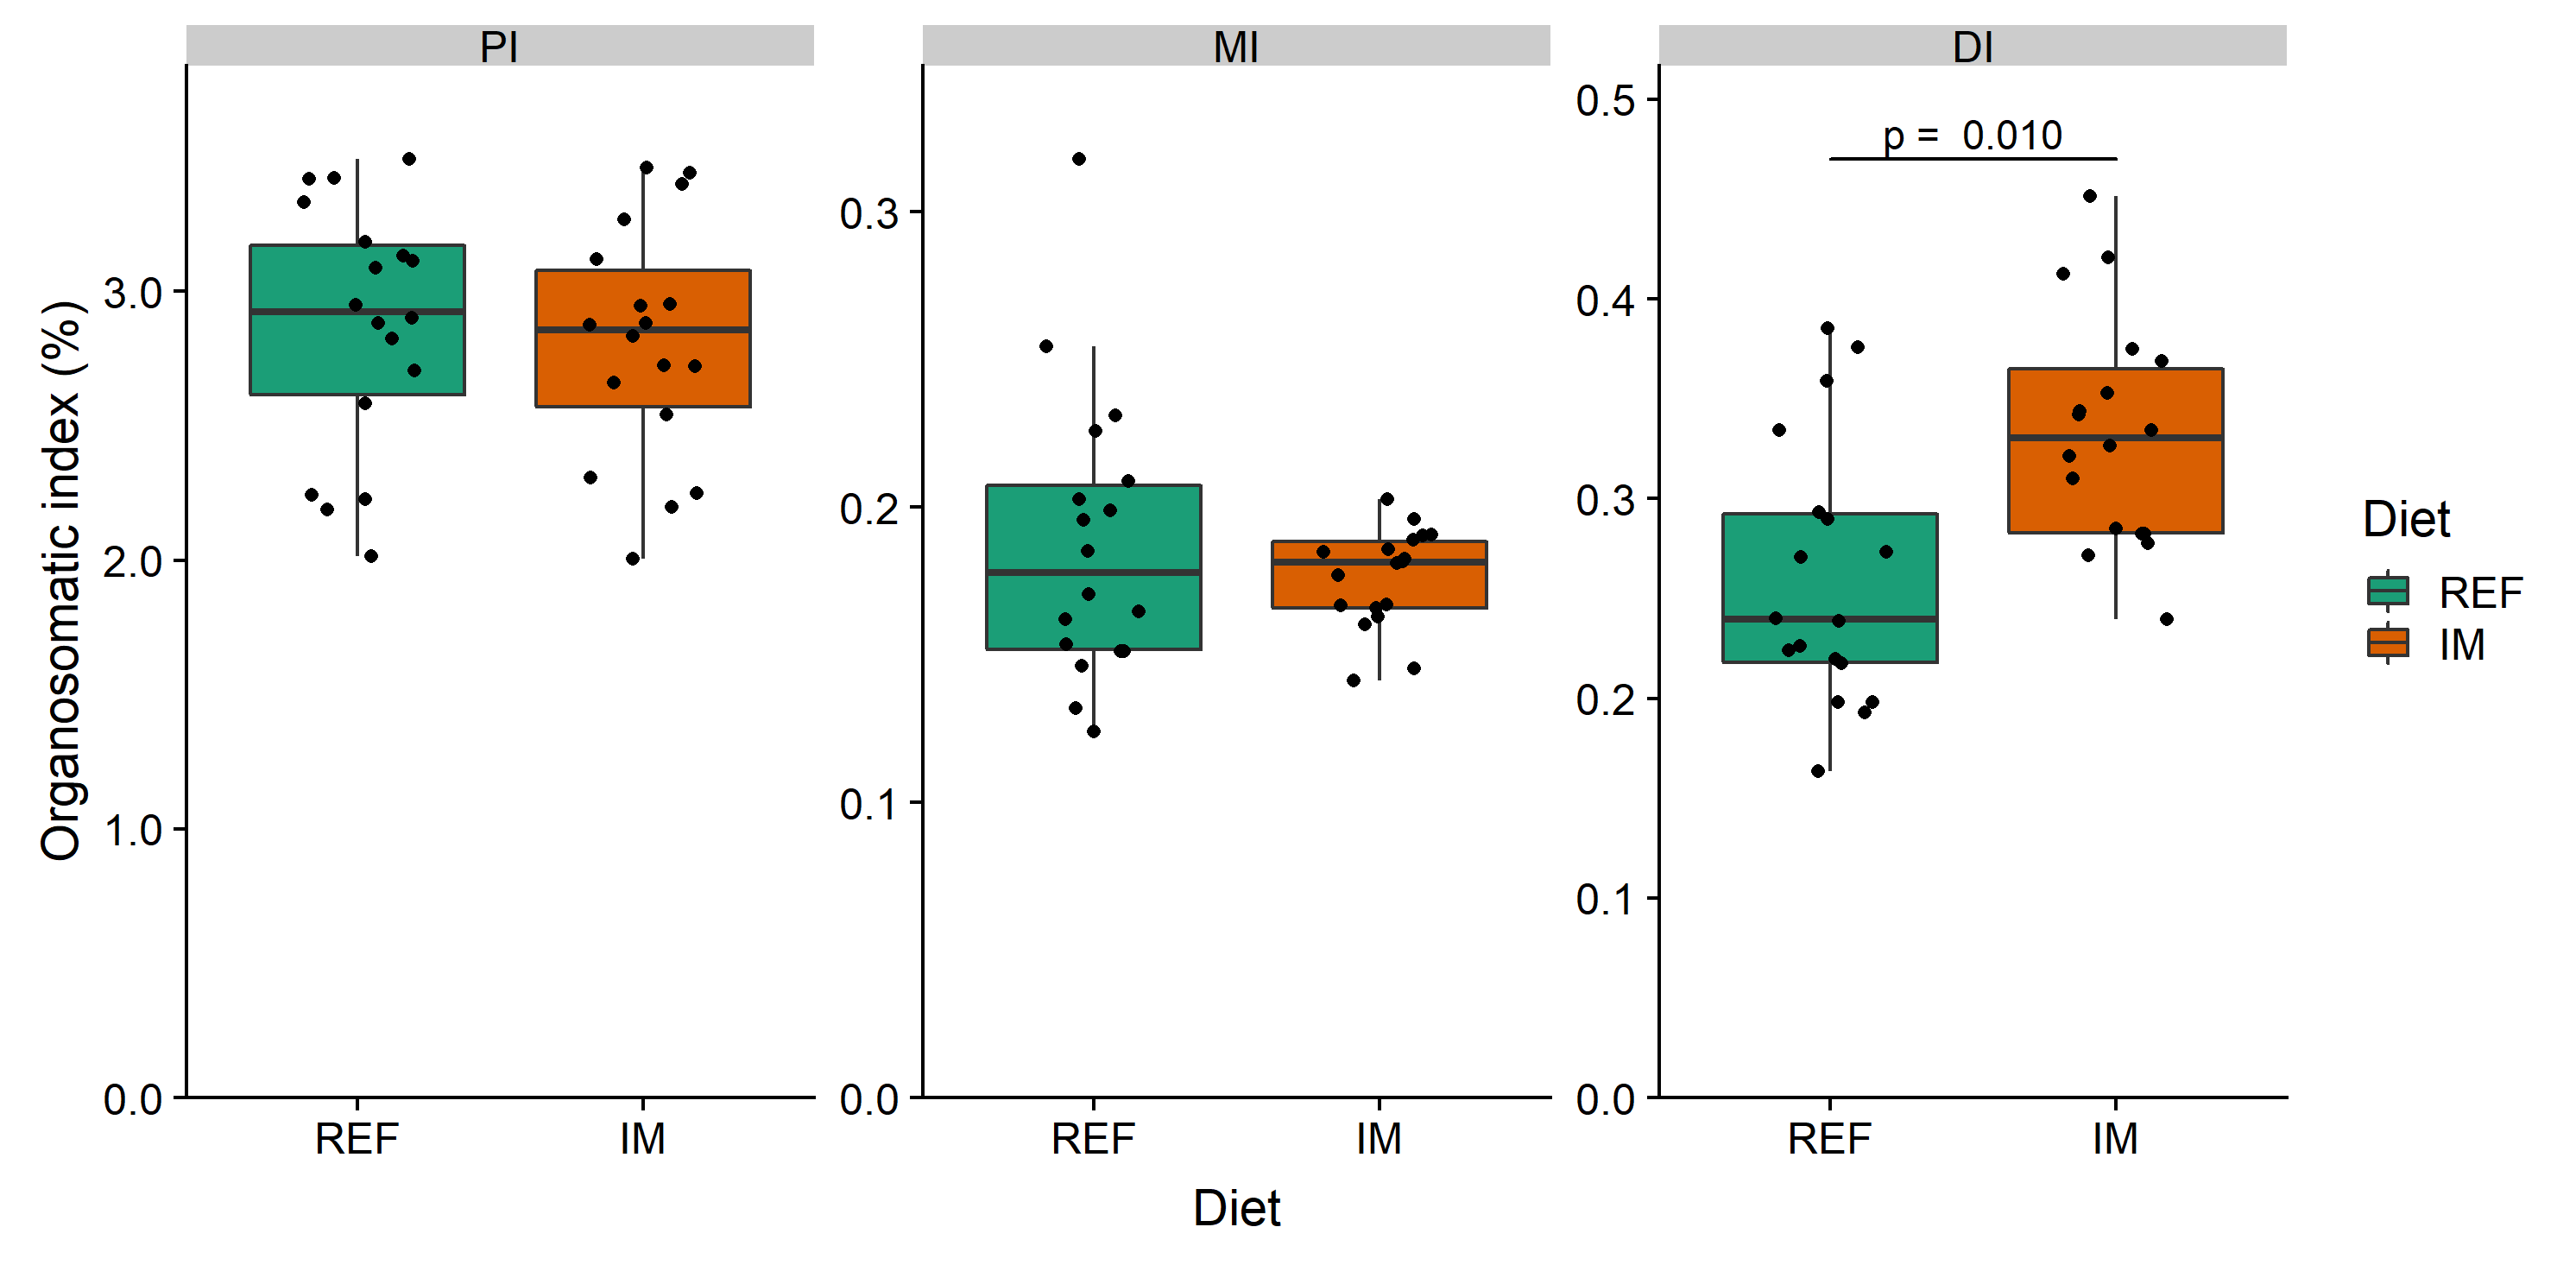 PI
MI
DI
Organosomatic index (%)
3.0
2.0
1.0
0.0
REF
IM
0.3
0.2
0.1
0.0
REF
IM
0.5
0.4
0.3
0.2
0.1
0.0
p = 0.010
REF
IM
Diet
Diet
REF
IM